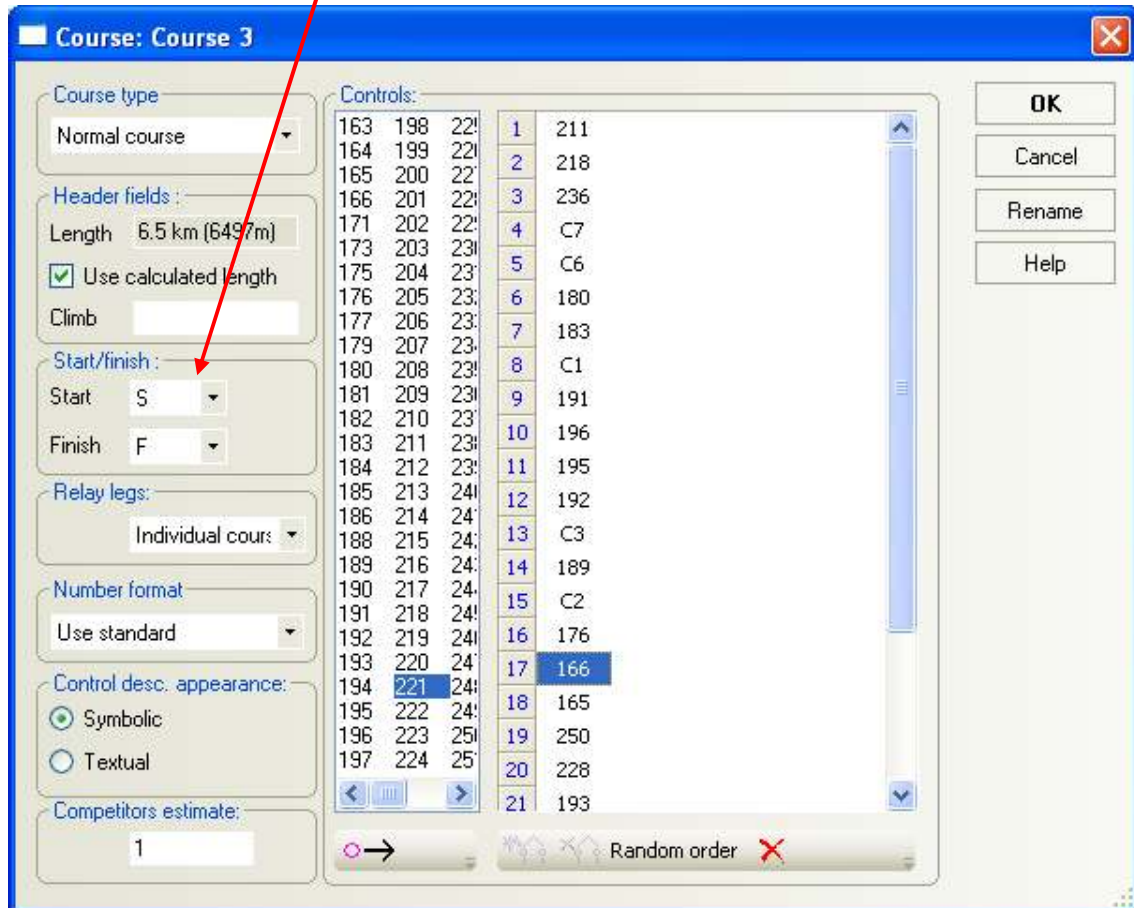 Course: Course 3
Course type
Normal course
Header fields :
Length 6.5 km (6497m)
Use calculated length
Climb
Start/finish :
Start S
Finish F
Relay legs:
Individual cours
Number format
Use standard
Control desc. appearance:
Symbolic
Textual
Competitors estimate:
1
Controls:
163 198
164 199
165 200
166 201
171 202
173 203
175 204
176 205
177 206
179 207
180 208
181 209
182 210
183 211
184 212
185 213
186 214
188 215
189 216
190 217
191 218
192 219
193 220
194 221
195 222
196 223
197 224
1 211
2 218
3 236
4 C7
5 C6
6 180
7 183
8 C1
9 191
10 196
11 195
12 192
13 C3
14 189
15 C2
16 176
17 166
18 165
19 250
20 228
21 193
Random order
OK
Cancel
Rename
Help